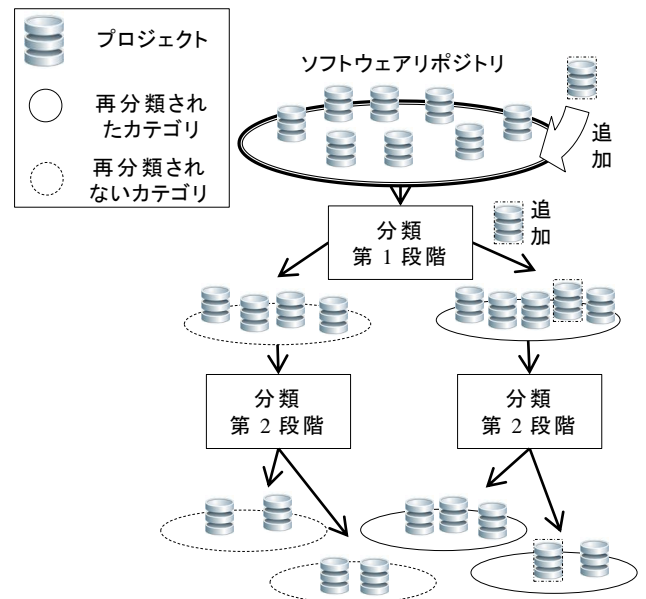 プロジェクト
再分類され
たカテゴリ
再分類され
ないカテゴリ
ソフトウェアリポジトリ
追
加
分類
第 1 段階
追
加
分類
第 2 段階
分類
第 2 段階